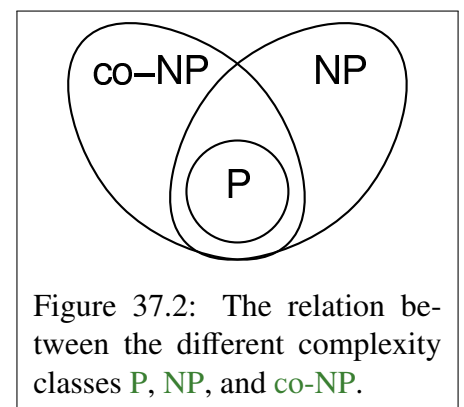 co–NP NP
P
Figure 37.2: The relation be-
tween the different complexity
classes P, NP, and co-NP.